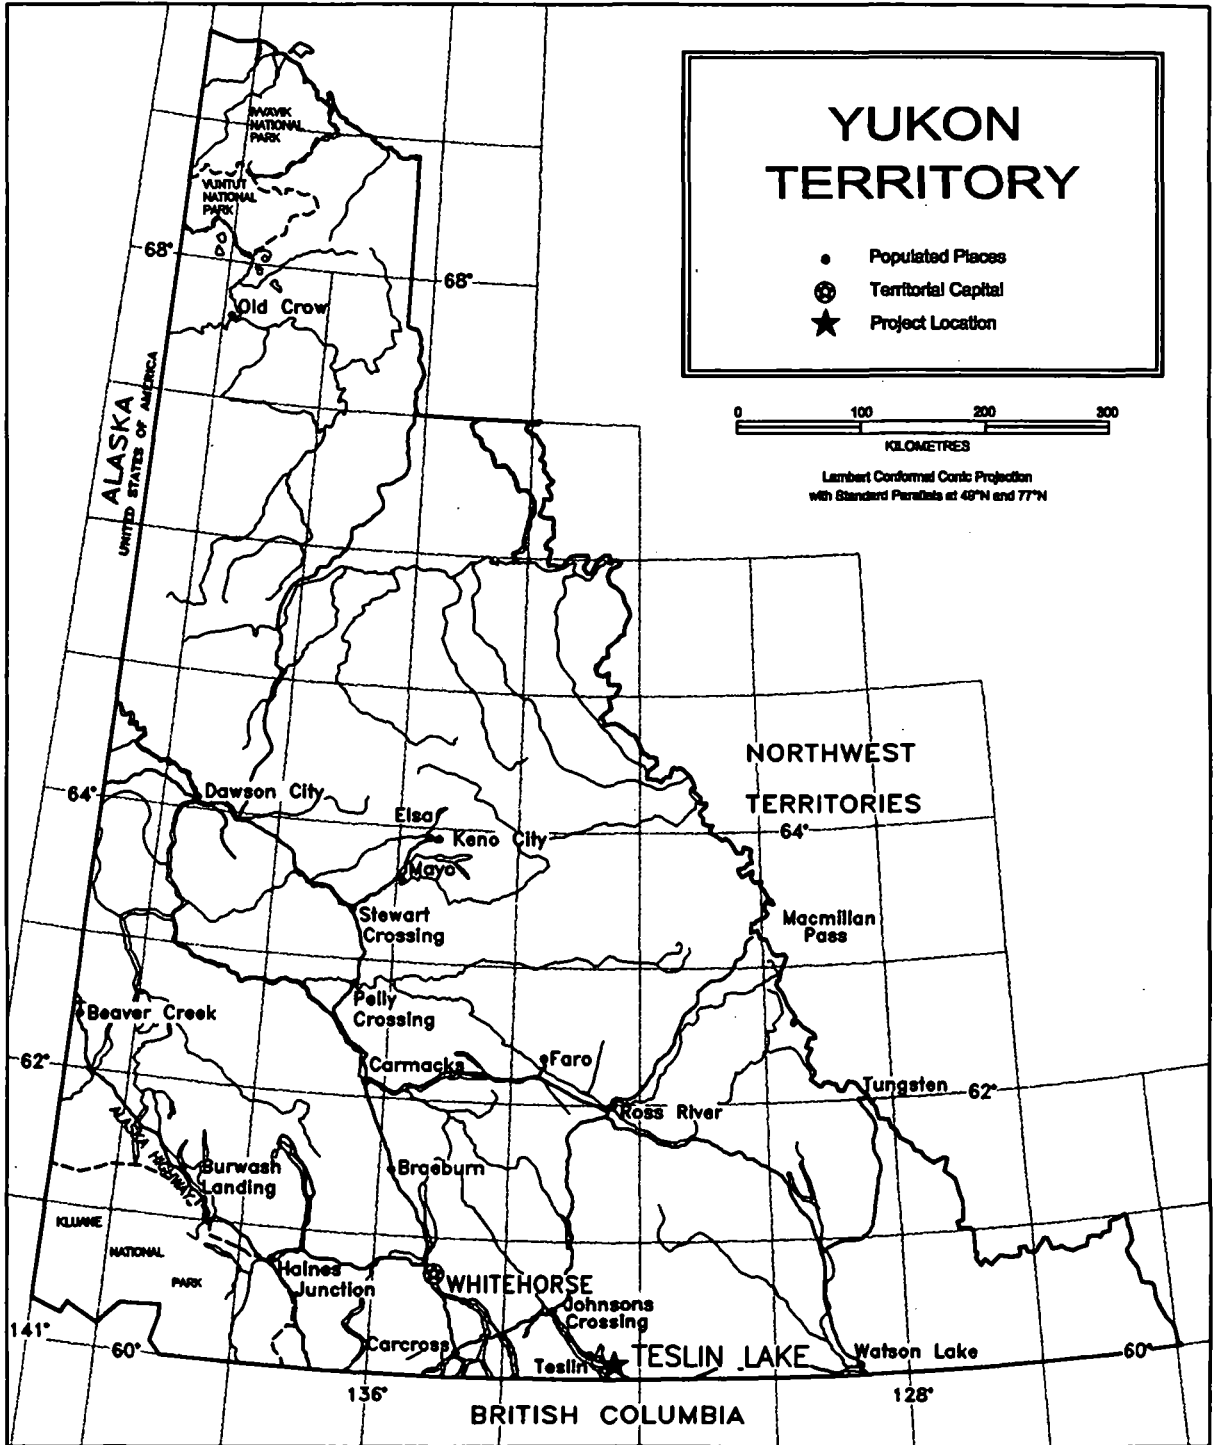 YUKON
TERRITORY
Populated Places
Territorial Capital
Project Location
0 100 200 300
KILOMETRES
Lambert Conformal Conic Projection
with Standard Parallels at 49°N and 77°N
IVVAVIK
NATIONAL
PARK
VUNTUT
NATIONAL
PARK
68°
68°
Old Crow
ALASKA
UNITED STATES OF AMERICA
NORTHWEST
TERRITORIES
64°
Dawson City
Elsa
Keno City
64°
Mayo
Stewart
Crossing
Macmillan
Pass
Pelly
Crossing
Beaver Creek
62°
Carmacks
Faro
Tungsten
62°
Ross River
ALASKA HIGHWAY
Burwash
Landing
Braeburn
KLUANE
NATIONAL
PARK
Haines
Junction
WHITEHORSE
Johnsons
Crossing
141°
60°
Carcross
Teslin
TESLIN LAKE
Watson Lake
60°
136°
128°
BRITISH COLUMBIA